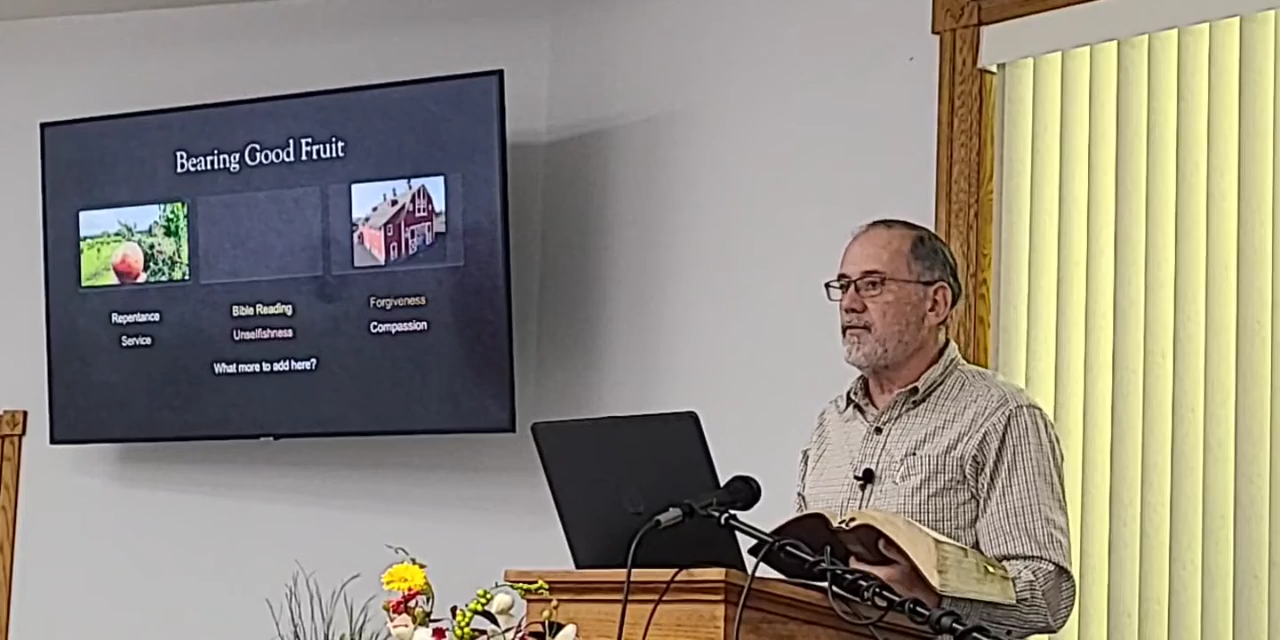 Bearing Good Fruit
Repentance
Service
Bible Reading
Unselfishness
Forgiveness
Compassion
What more to add here?